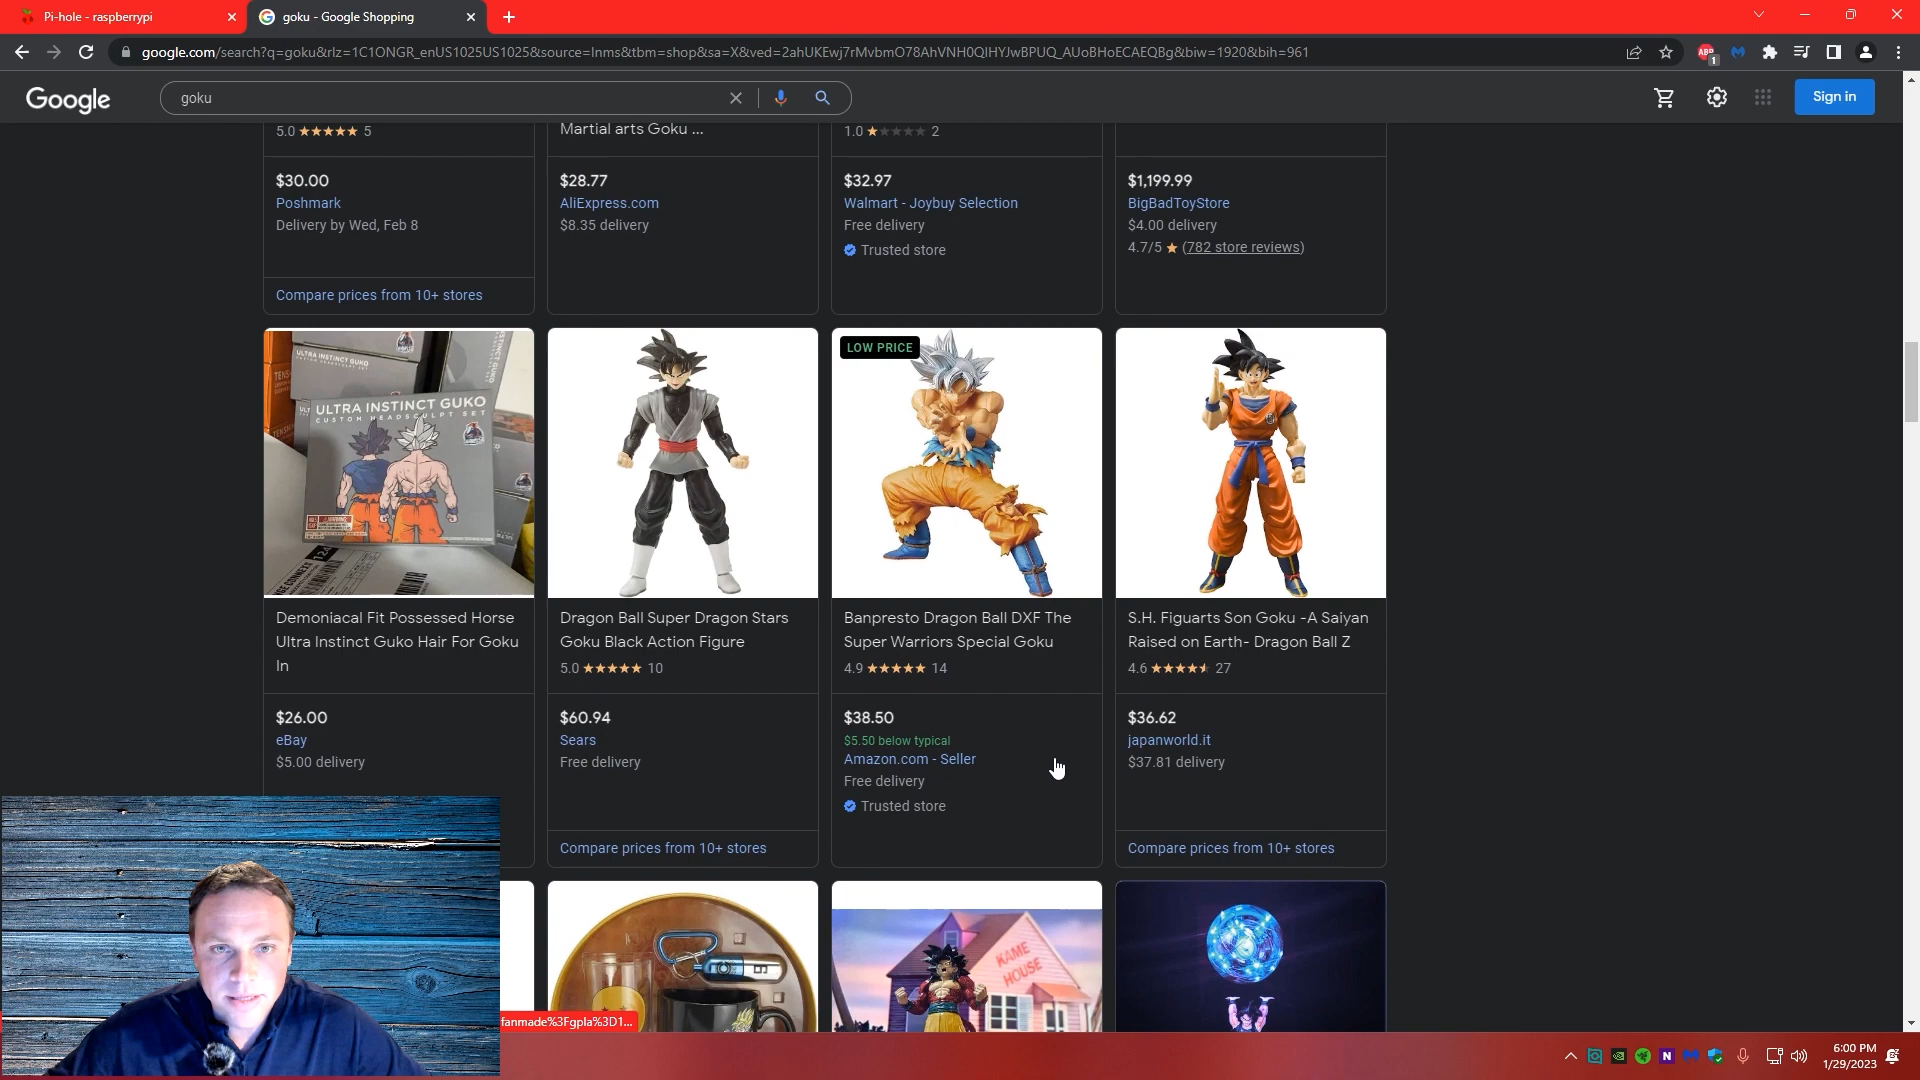 Pi-hole - raspberrypi
goku - Google Shopping
google.com/search?q=goku&rlz=1C1ONGR_enUS1025US1025&source=lnms&tbm=shop&sa=X&ved=2ahUKEwj7rMvbmO78AhVNH0QIHYJwBPUQ_AUoBHoECAEQBg&biw=1920&bih=961
ABP
1
Google
goku
Sign in
5.0 5
Martial arts Goku ...
1.0 2
$30.00
Poshmark
Delivery by Wed, Feb 8
Compare prices from 10+ stores
$28.77
AliExpress.com
$8.35 delivery
$32.97
Walmart - Joybuy Selection
Free delivery
Trusted store
$1,199.99
BigBadToyStore
$4.00 delivery
4.7/5 (782 store reviews)
ULTRA INSTINCT GUKO
ULTRA INSTINCT GUKO
CUSTOM HEADSCULPT SET
Demoniacal Fit Possessed Horse
Ultra Instinct Guko Hair For Goku
In
$26.00
eBay
$5.00 delivery
Dragon Ball Super Dragon Stars
Goku Black Action Figure
5.0 10
$60.94
Sears
Free delivery
Compare prices from 10+ stores
LOW PRICE
Banpresto Dragon Ball DXF The
Super Warriors Special Goku
4.9 14
$38.50
$5.50 below typical
Amazon.com - Seller
Free delivery
Trusted store
S.H. Figuarts Son Goku -A Saiyan
Raised on Earth- Dragon Ball Z
4.6 27
$36.62
japanworld.it
$37.81 delivery
Compare prices from 10+ stores
KAME
HOUSE
fanmade%3Fgpla%3D1...
N
6:00 PM
1/29/2023